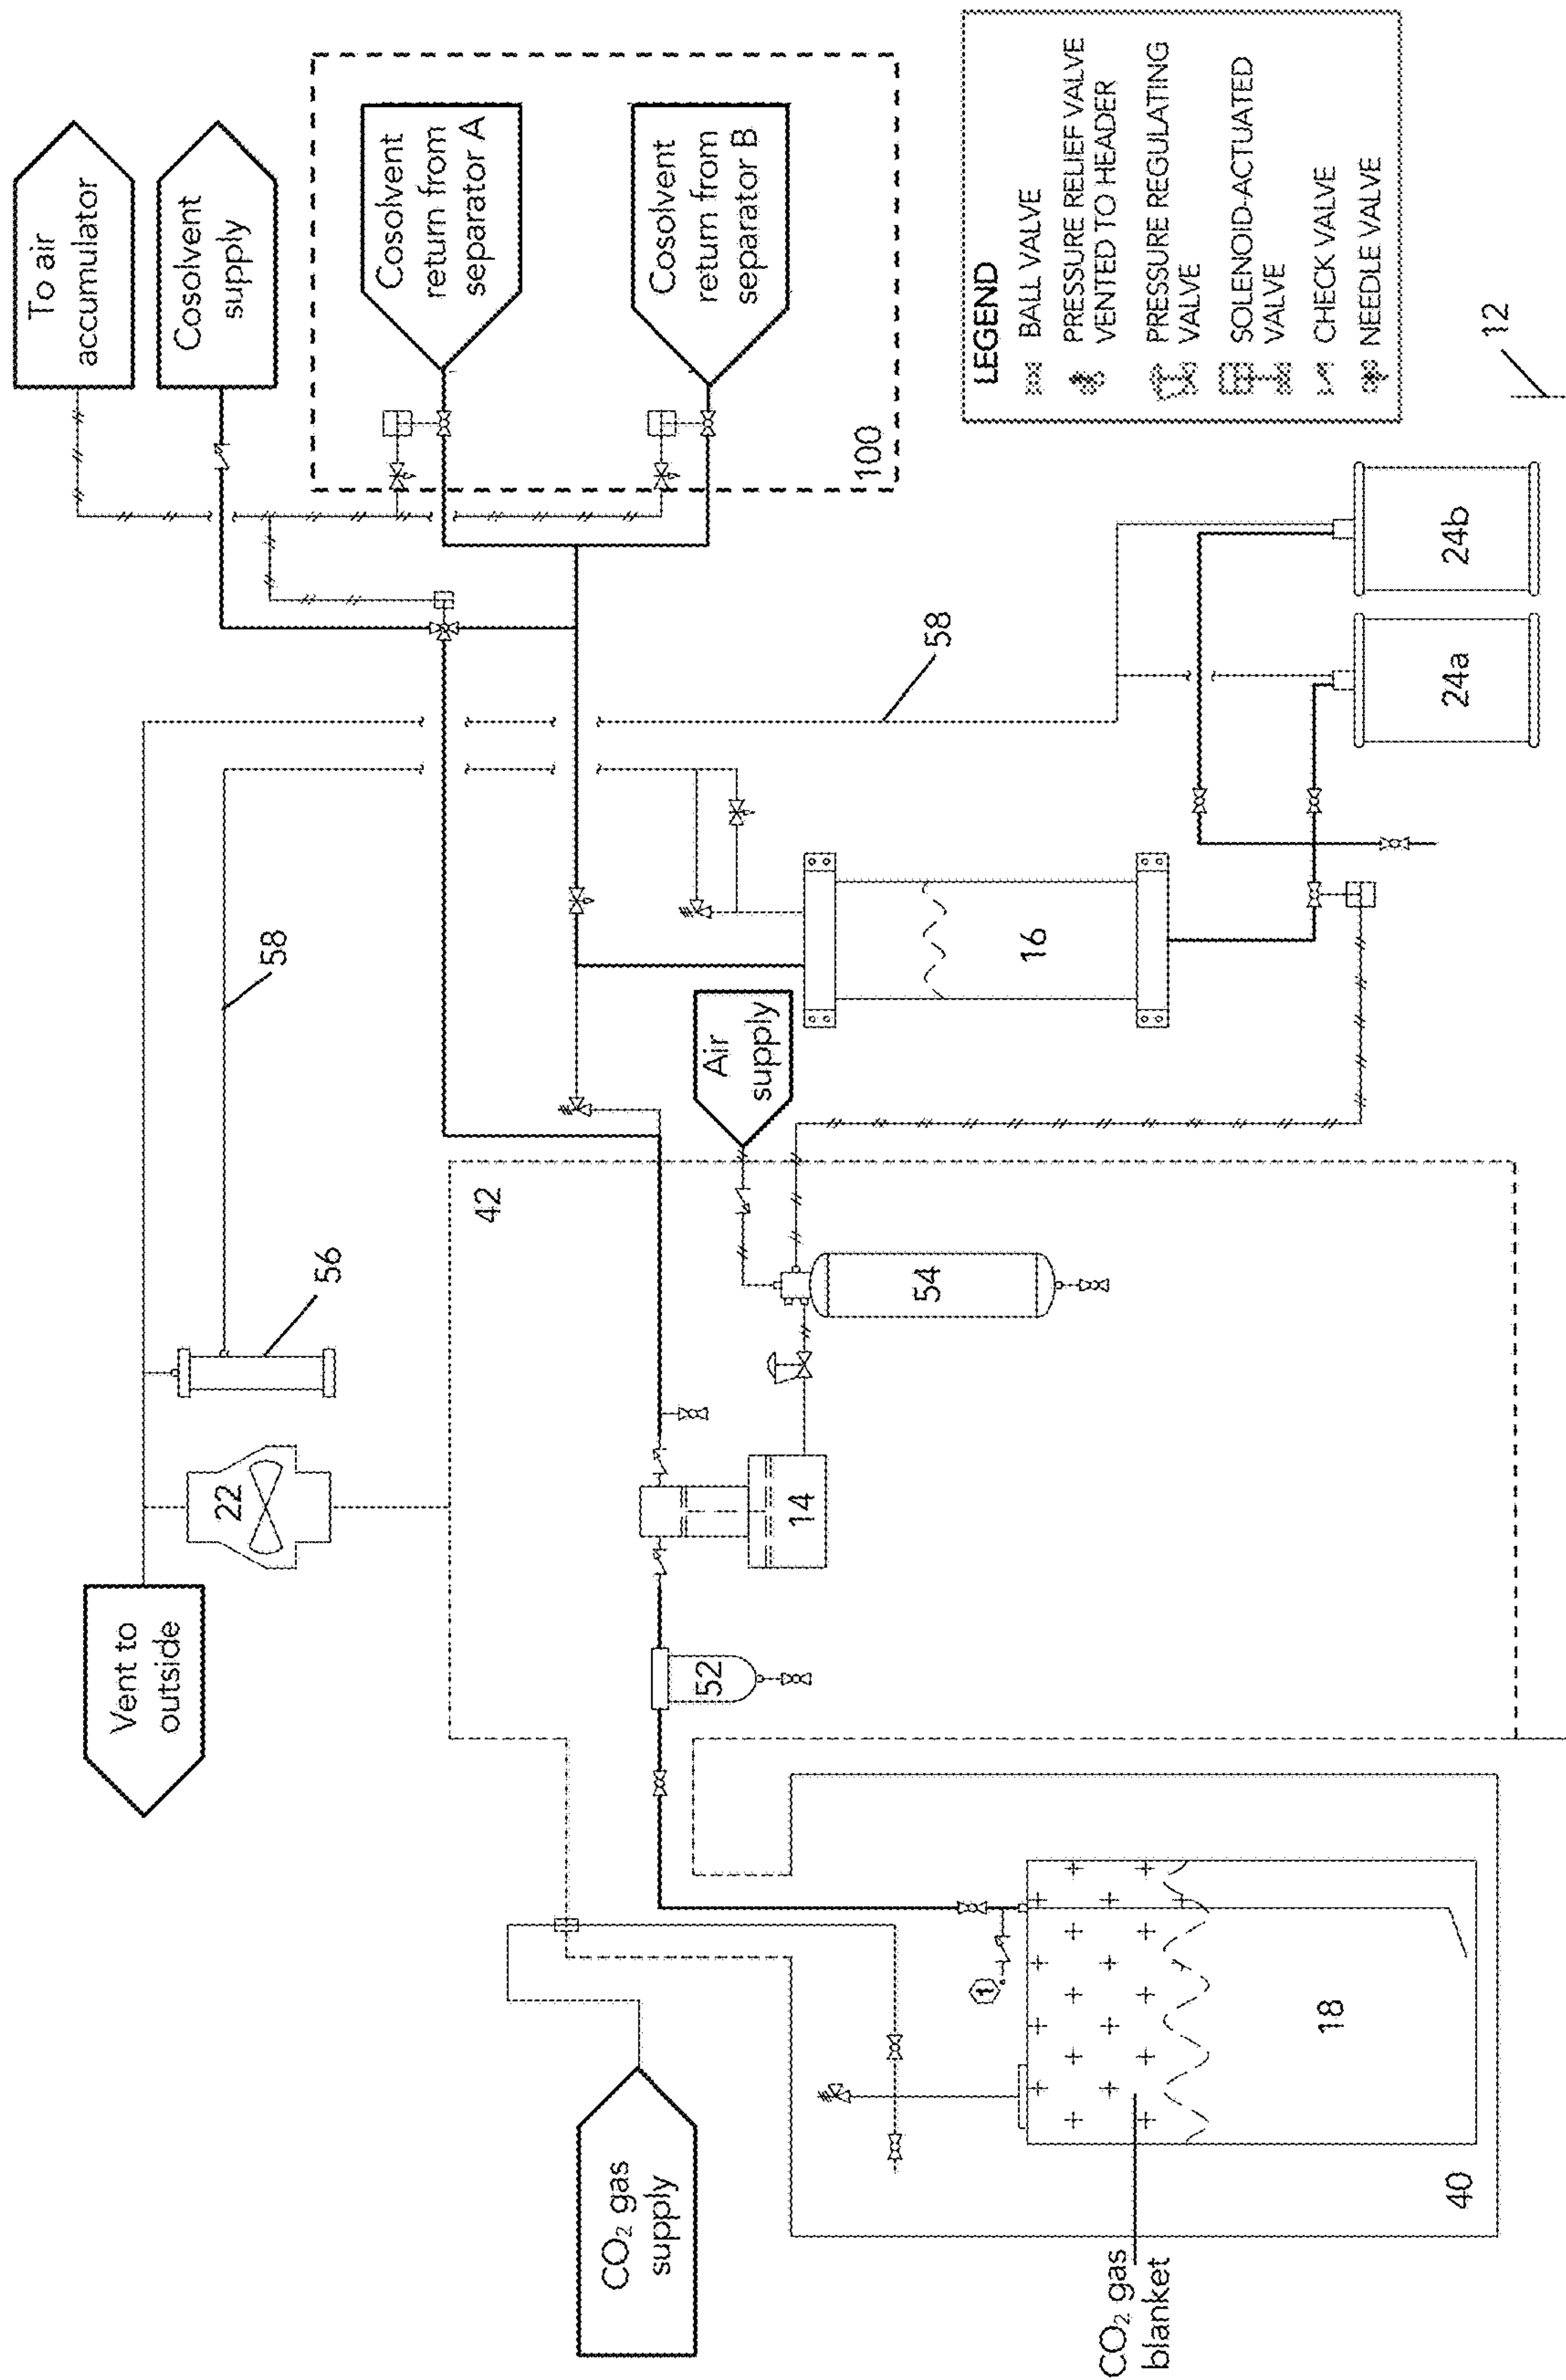 To air
accumulator
Cosolvent
supply
Cosolvent
return from
separator A
Cosolvent
return from
separator B
100
LEGEND
BALL VALVE
PRESSURE RELIEF VALVE
VENTED TO HEADER
PRESSURE REGULATING
VALVE
SOLENOID-ACTUATED
VALVE
CHECK VALVE
NEEDLE VALVE
12
58
24b
24a
58
16
Air
supply
42
56
54
22
14
Vent to
outside
52
1
18
40
CO₂ gas
supply
CO₂ gas
blanket